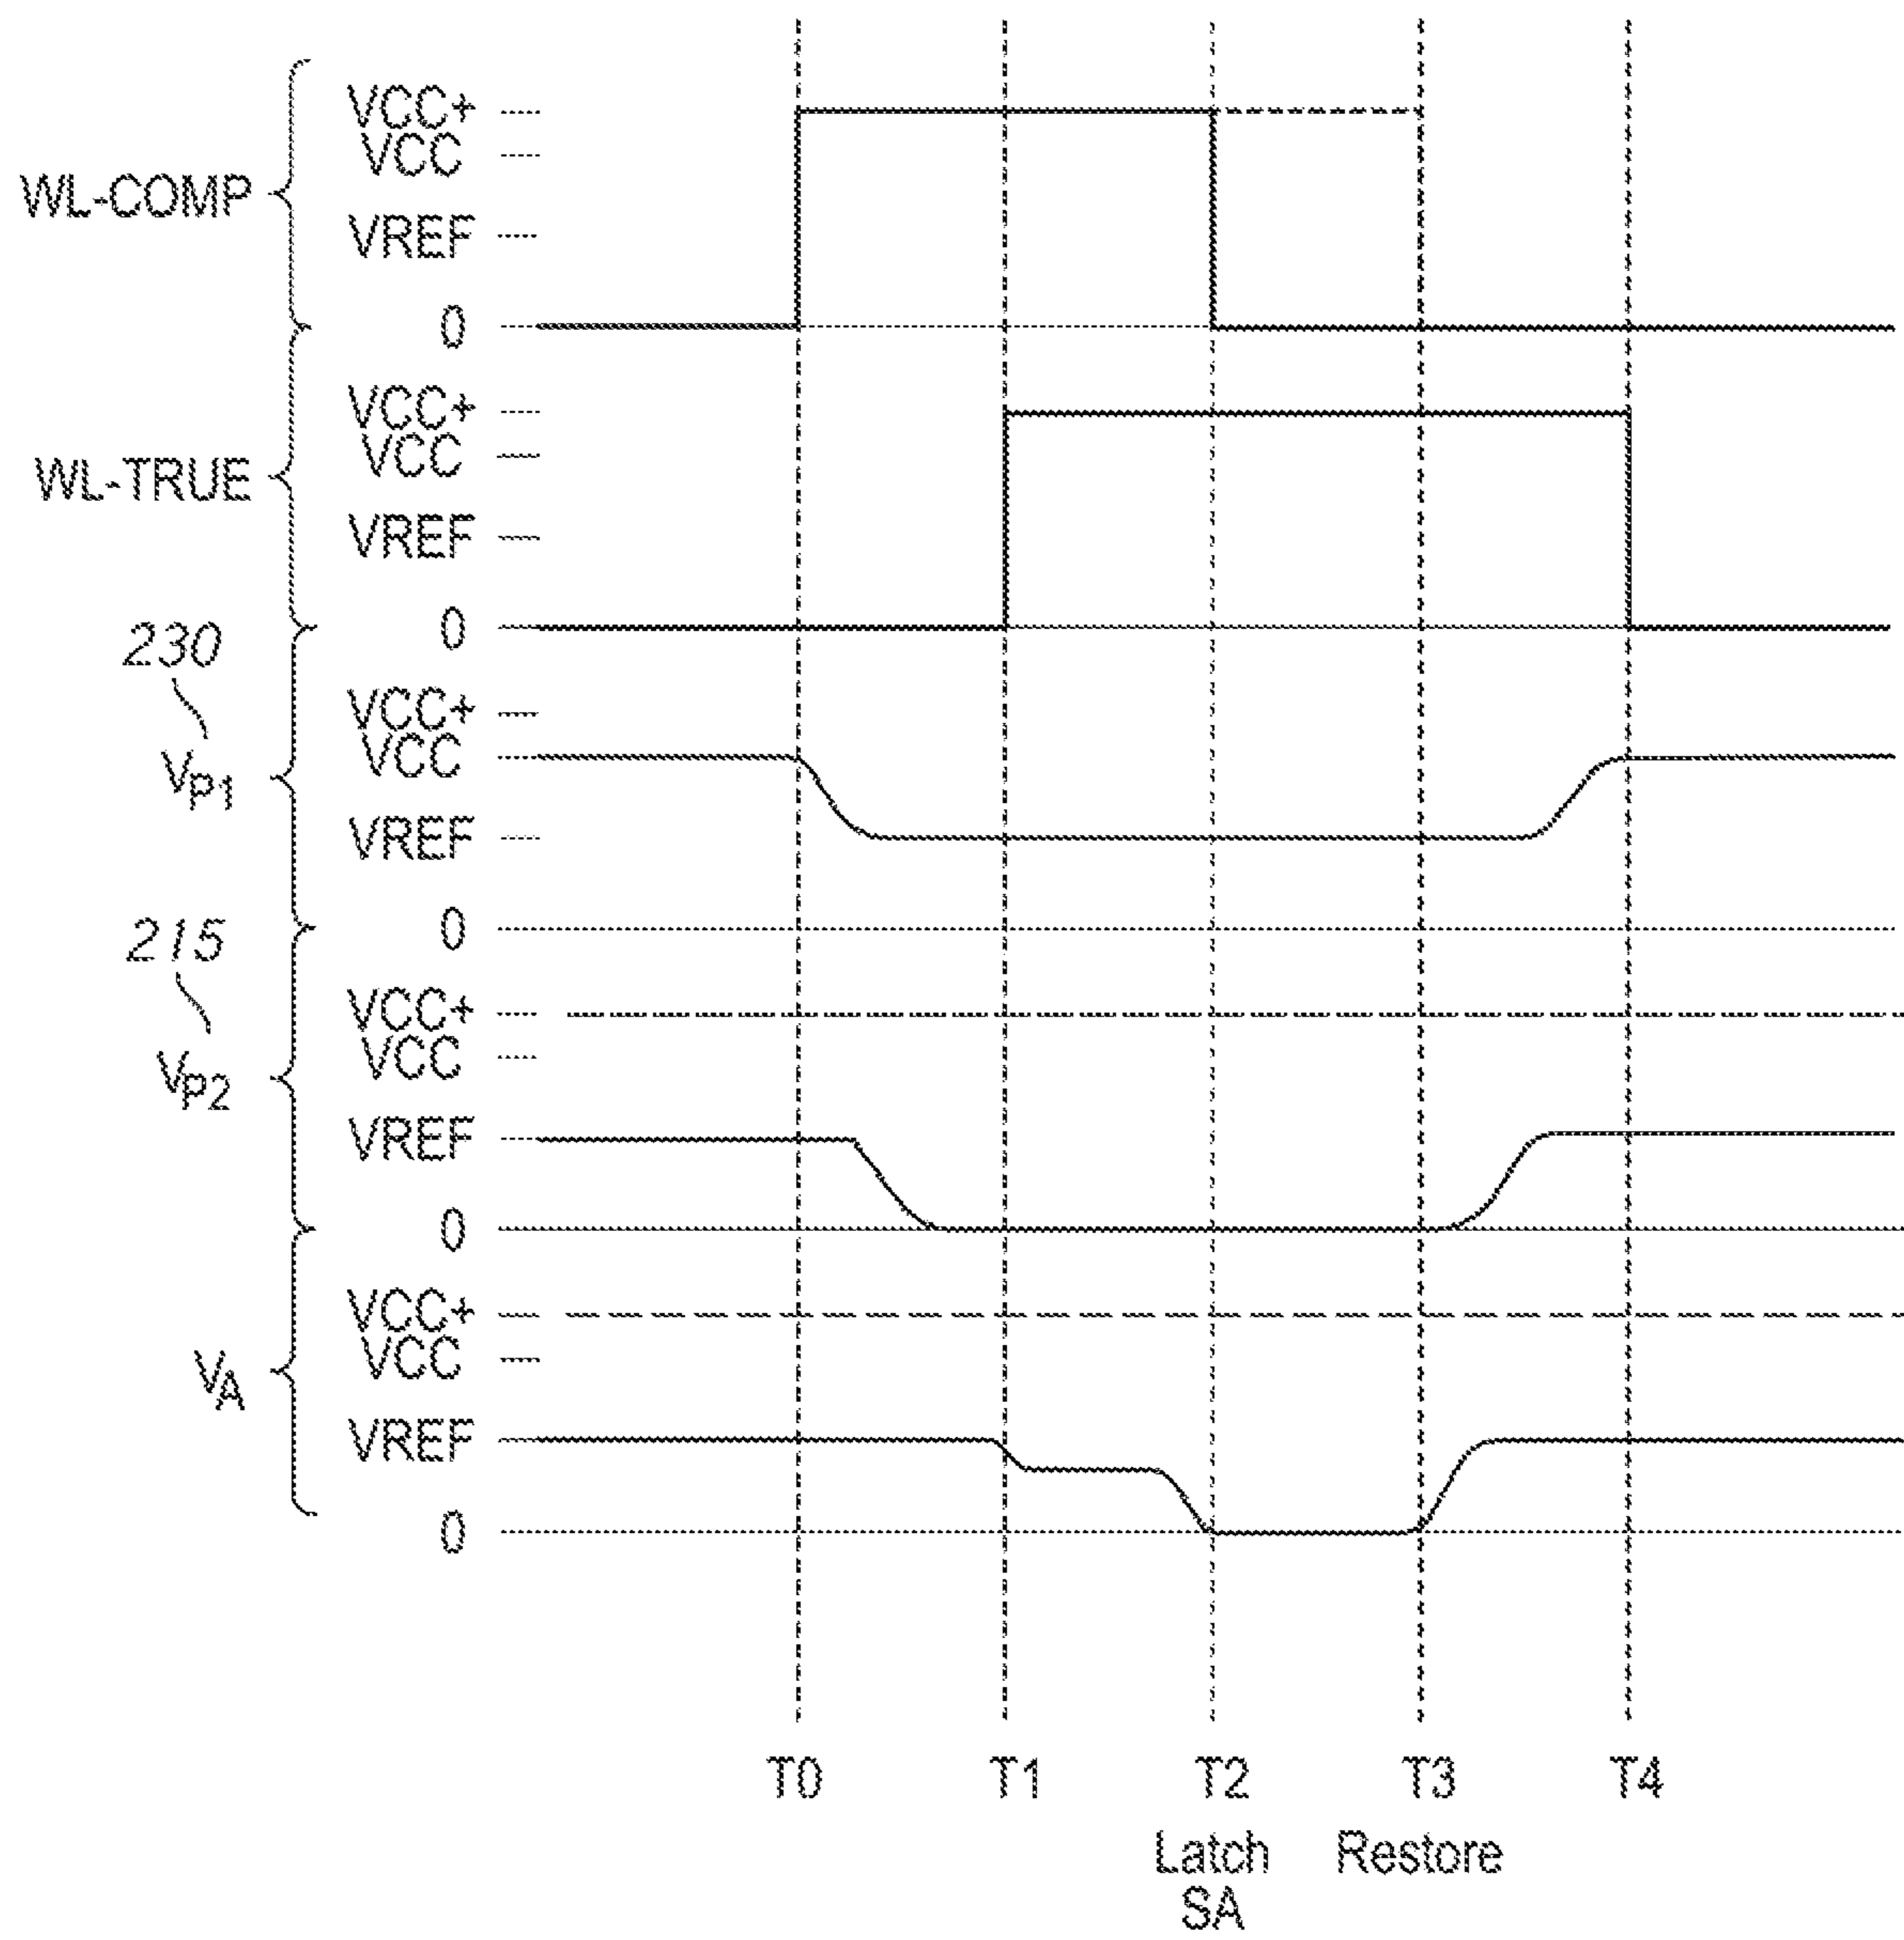 WL-COMP
VCC+
VCC
VREF
0
WL-TRUE
VCC+
VCC
VREF
0
230
VP1
VCC+
VCC
VREF
0
215
VP2
VCC+
VCC
VREF
0
VA
VCC+
VCC
VREF
0
T0 T1 T2 T3 T4
Latch Restore
SA